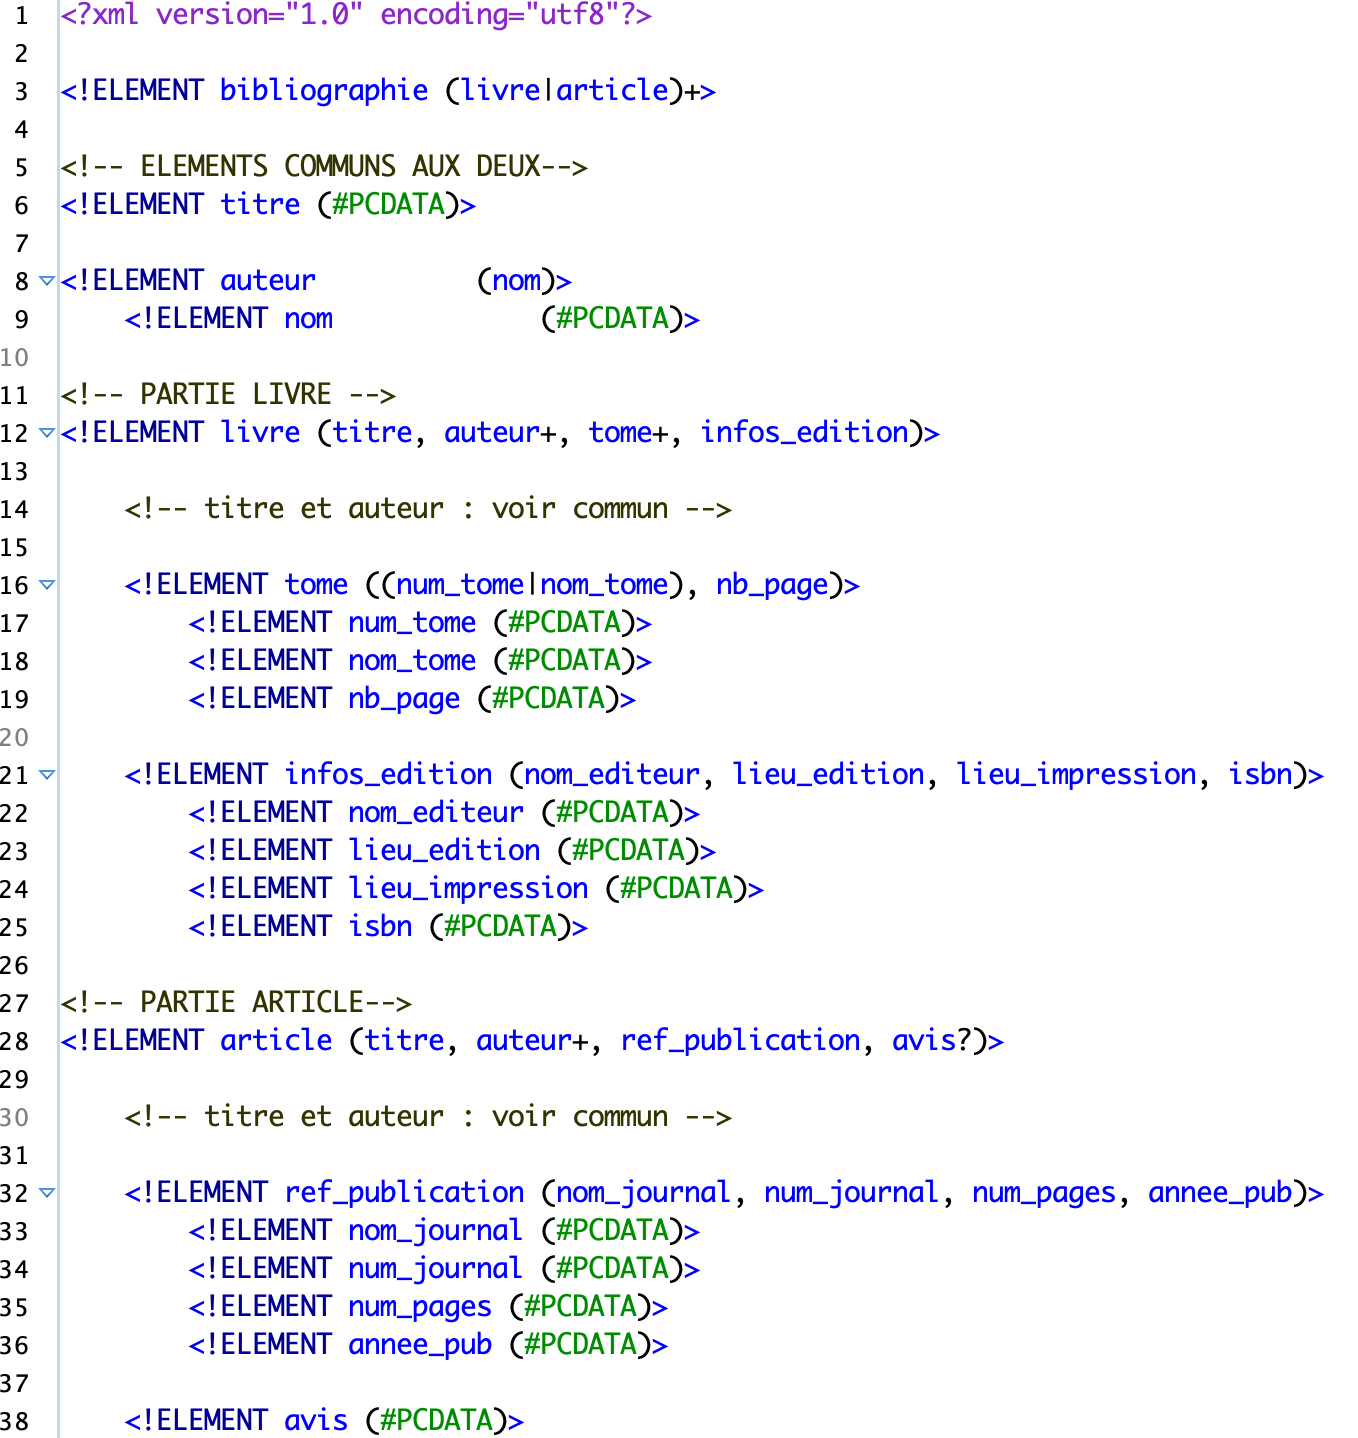 1 <?xml version="1.0" encoding="utf8"?>
2
3 <!ELEMENT bibliographie (livre|article)+>
4
5 <!-- ELEMENTS COMMUNS AUX DEUX-->
6 <!ELEMENT titre (#PCDATA)>
7
8 <!ELEMENT auteur          (nom)>
9     <!ELEMENT nom             (#PCDATA)>
10
11 <!-- PARTIE LIVRE -->
12 <!ELEMENT livre (titre, auteur+, tome+, infos_edition)>
13
14     <!-- titre et auteur : voir commun -->
15
16     <!ELEMENT tome ((num_tome|nom_tome), nb_page)>
17         <!ELEMENT num_tome (#PCDATA)>
18         <!ELEMENT nom_tome (#PCDATA)>
19         <!ELEMENT nb_page (#PCDATA)>
20
21     <!ELEMENT infos_edition (nom_editeur, lieu_edition, lieu_impression, isbn)>
22         <!ELEMENT nom_editeur (#PCDATA)>
23         <!ELEMENT lieu_edition (#PCDATA)>
24         <!ELEMENT lieu_impression (#PCDATA)>
25         <!ELEMENT isbn (#PCDATA)>
26
27 <!-- PARTIE ARTICLE-->
28 <!ELEMENT article (titre, auteur+, ref_publication, avis?)>
29
30     <!-- titre et auteur : voir commun -->
31
32     <!ELEMENT ref_publication (nom_journal, num_journal, num_pages, annee_pub)>
33         <!ELEMENT nom_journal (#PCDATA)>
34         <!ELEMENT num_journal (#PCDATA)>
35         <!ELEMENT num_pages (#PCDATA)>
36         <!ELEMENT annee_pub (#PCDATA)>
37
38     <!ELEMENT avis (#PCDATA)>